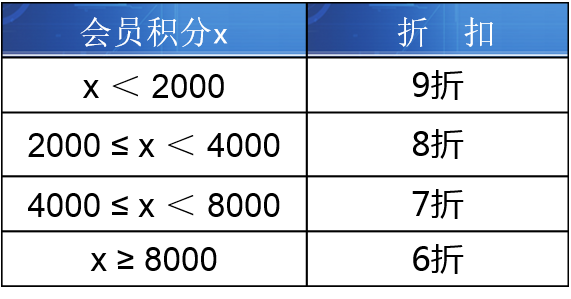 会员积分x 折 扣
x ＜ 2000 9折
2000 ≤ x ＜ 4000 8折
4000 ≤ x ＜ 8000 7折
x ≥ 8000 6折